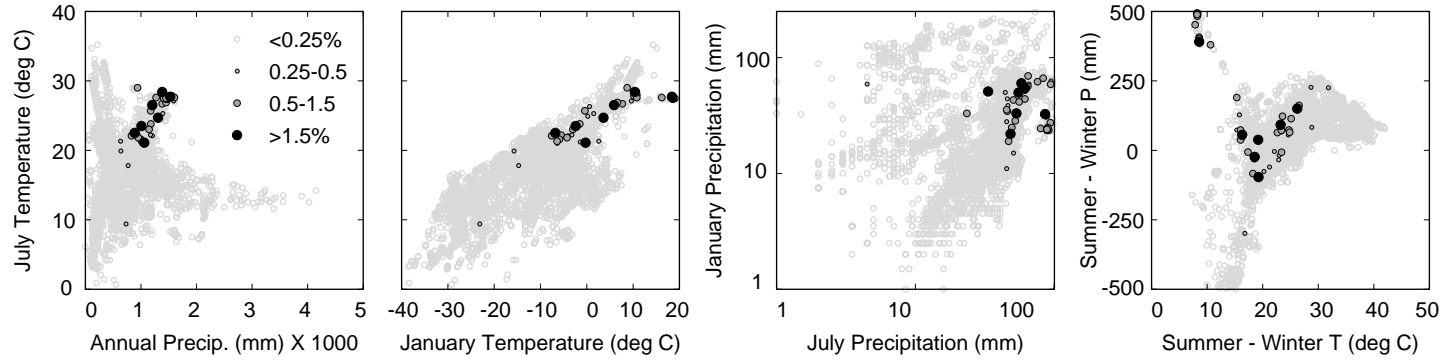 July Temperature (deg C)
40
30
20
10
0
0 1 2 3 4 5
Annual Precip. (mm) X 1000
<0.25%
0.25-0.5
0.5-1.5
>1.5%
-40 -30 -20 -10 0 10 20
January Temperature (deg C)
January Precipitation (mm)
100
10
1
1 10 100
July Precipitation (mm)
Summer - Winter P (mm)
500
250
0
-250
-500
0 10 20 30 40 50
Summer - Winter T (deg C)